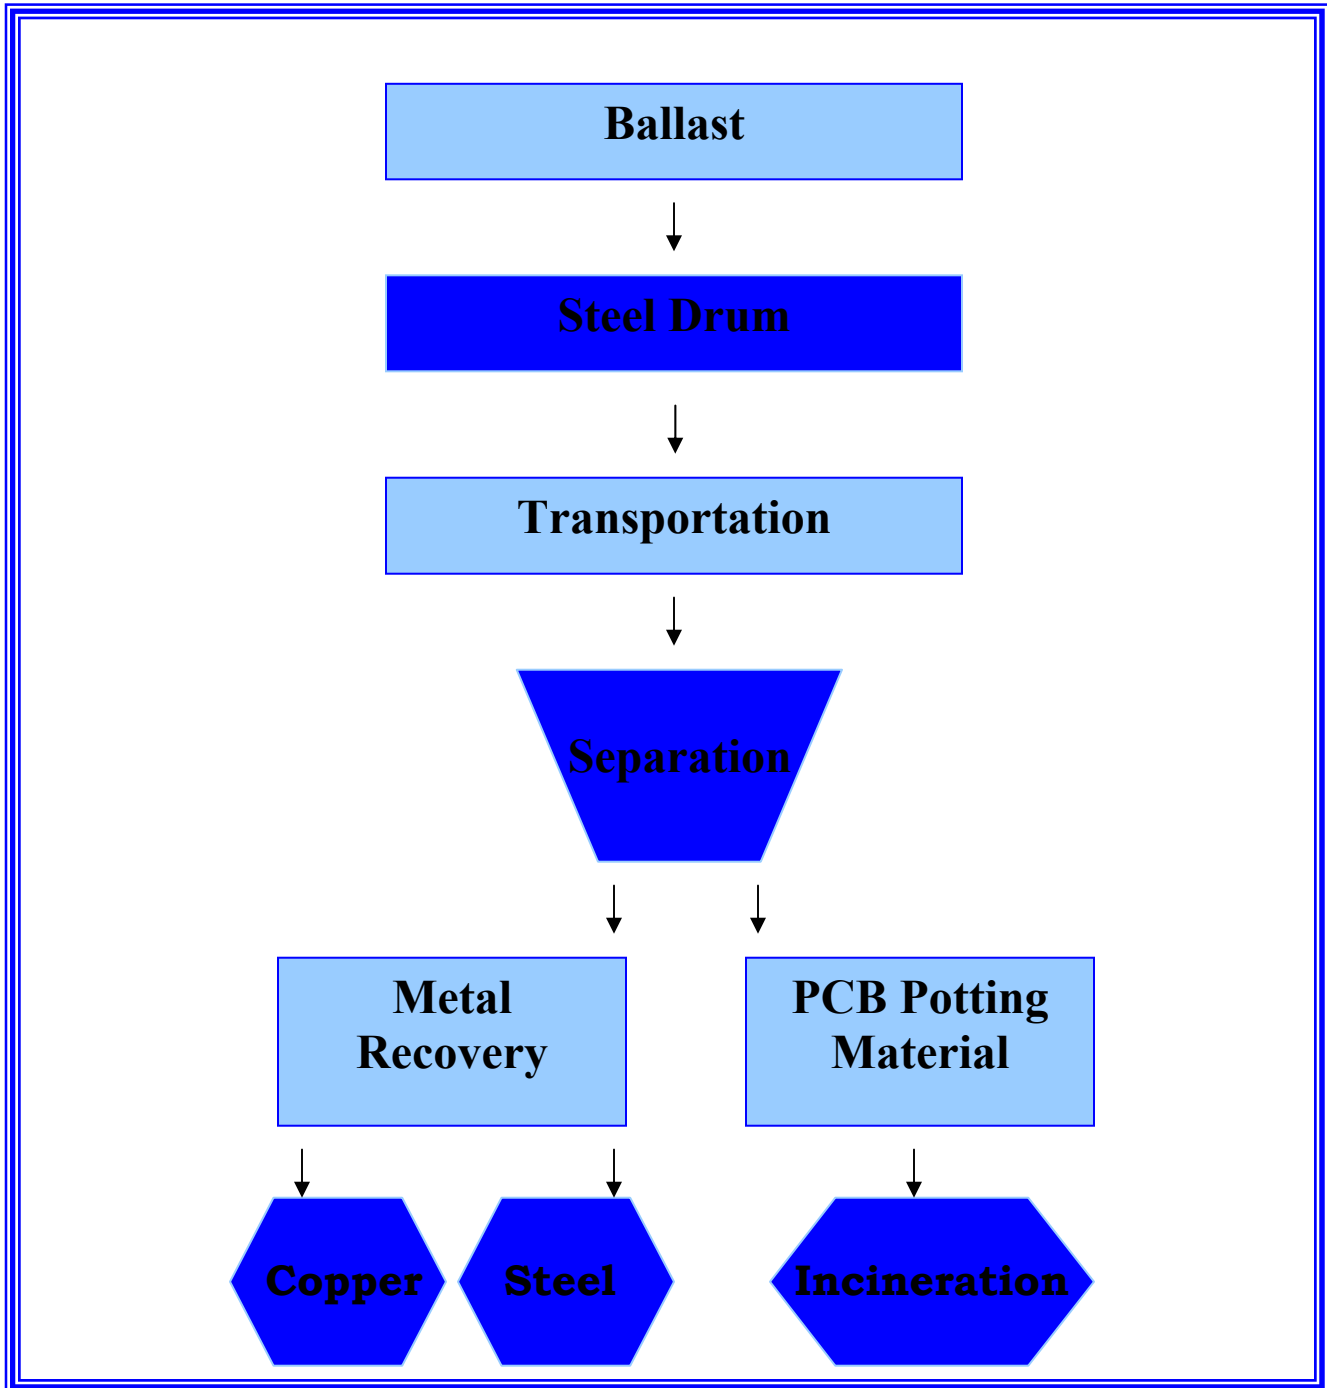 Ballast
Steel Drum
Transportation
Separation
Metal
Recovery
PCB Potting
Material
Copper
Steel
Incineration